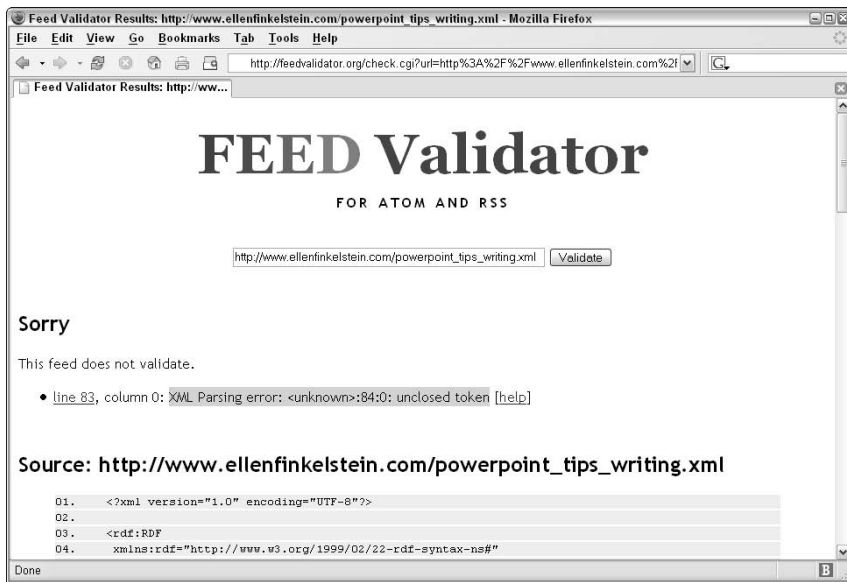 Feed Validator Results: http://www.ellenfinkelstein.com/powerpoint_tips_writing.xml - Mozilla Firefox
File Edit View Go Bookmarks Tab Tools Help
http://feedvalidator.org/check.cgi?url=http%3A%2F%2Fwww.ellenfinkelstein.com%2F
G
Feed Validator Results: http://ww...
FEED Validator
FOR ATOM AND RSS
http://www.ellenfinkelstein.com/powerpoint_tips_writing.xml Validate
Sorry
This feed does not validate.
• line 83, column 0: XML Parsing error: <unknown>:84:0: unclosed token [help]
Source: http://www.ellenfinkelstein.com/powerpoint_tips_writing.xml
01. <?xml version="1.0" encoding="UTF-8"?>
02.
03. <rdf:RDF
04. xmlns:rdf="http://www.w3.org/1999/02/22-rdf-syntax-ns#"
Done B